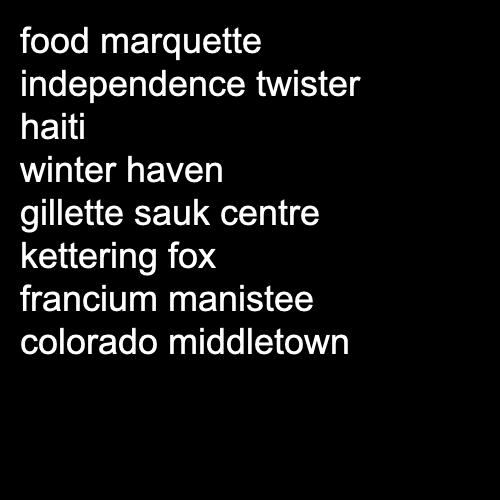 food marquette
independence twister
haiti
winter haven
gillette sauk centre
kettering fox
francium manistee
colorado middletown